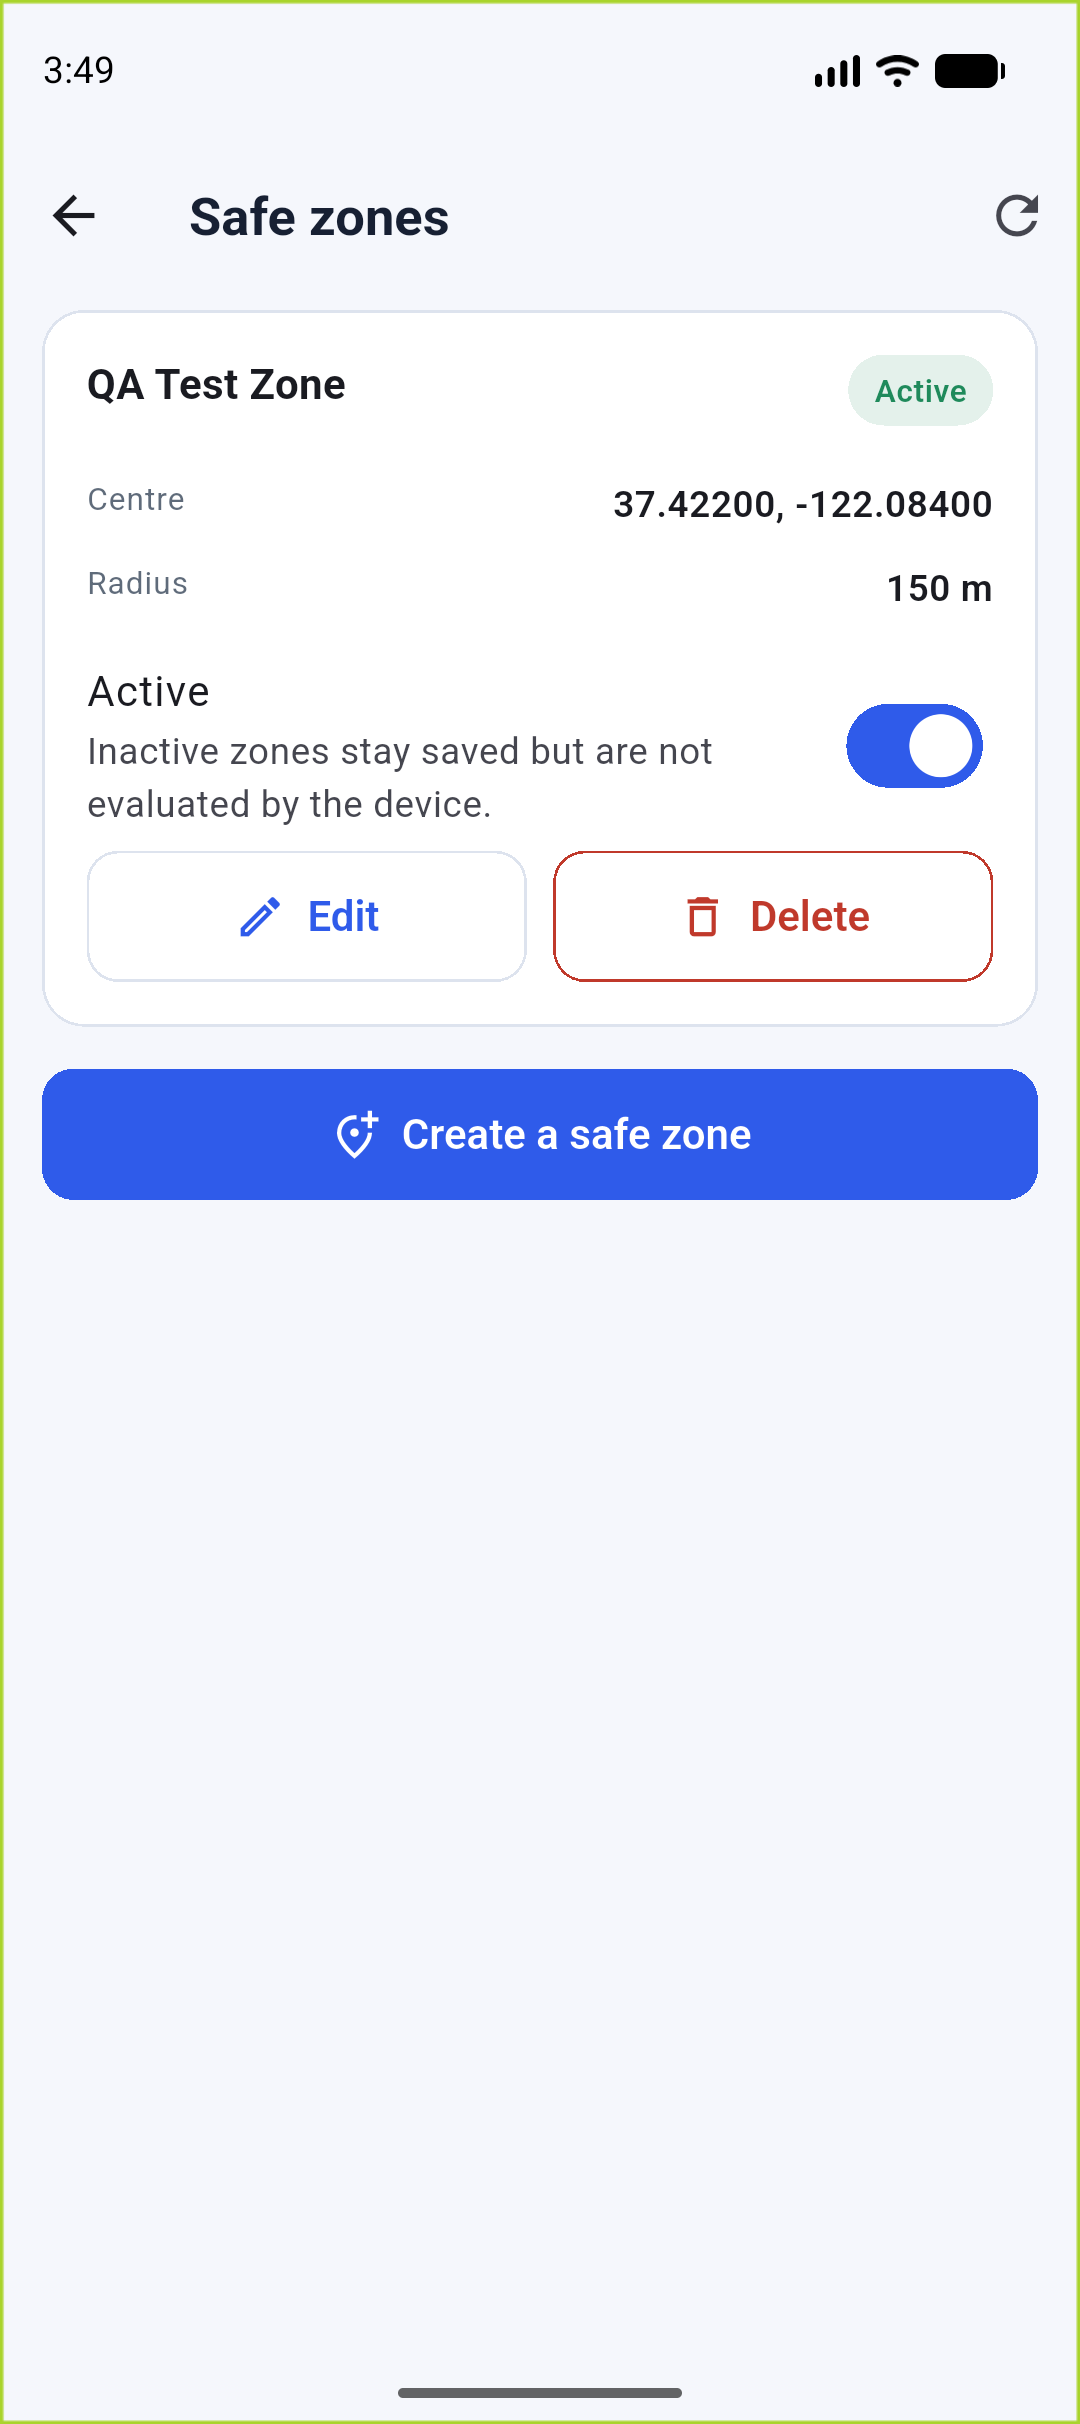 3:49
Safe zones
QA Test Zone
Active
Centre
37.42200, -122.08400
Radius
150 m
Active
Inactive zones stay saved but are not
evaluated by the device.
Edit
Delete
Create a safe zone